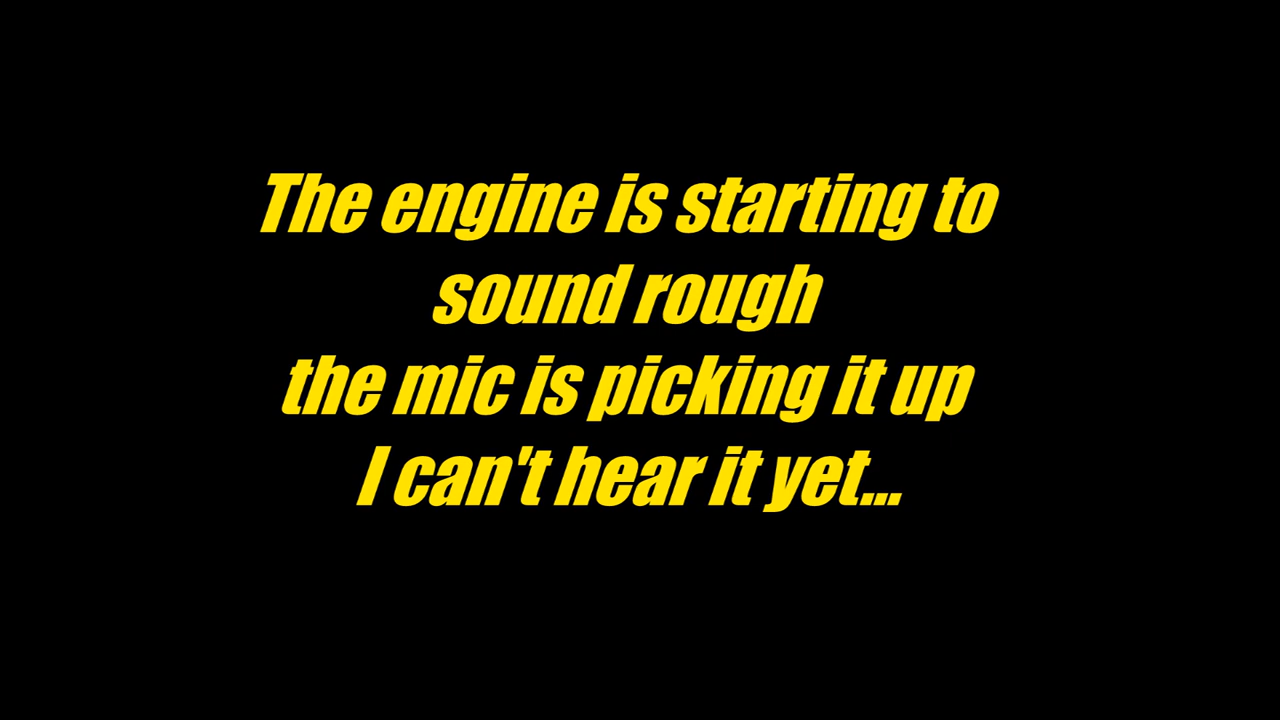 The engine is starting to
sound rough
the mic is picking it up
I can't hear it yet...